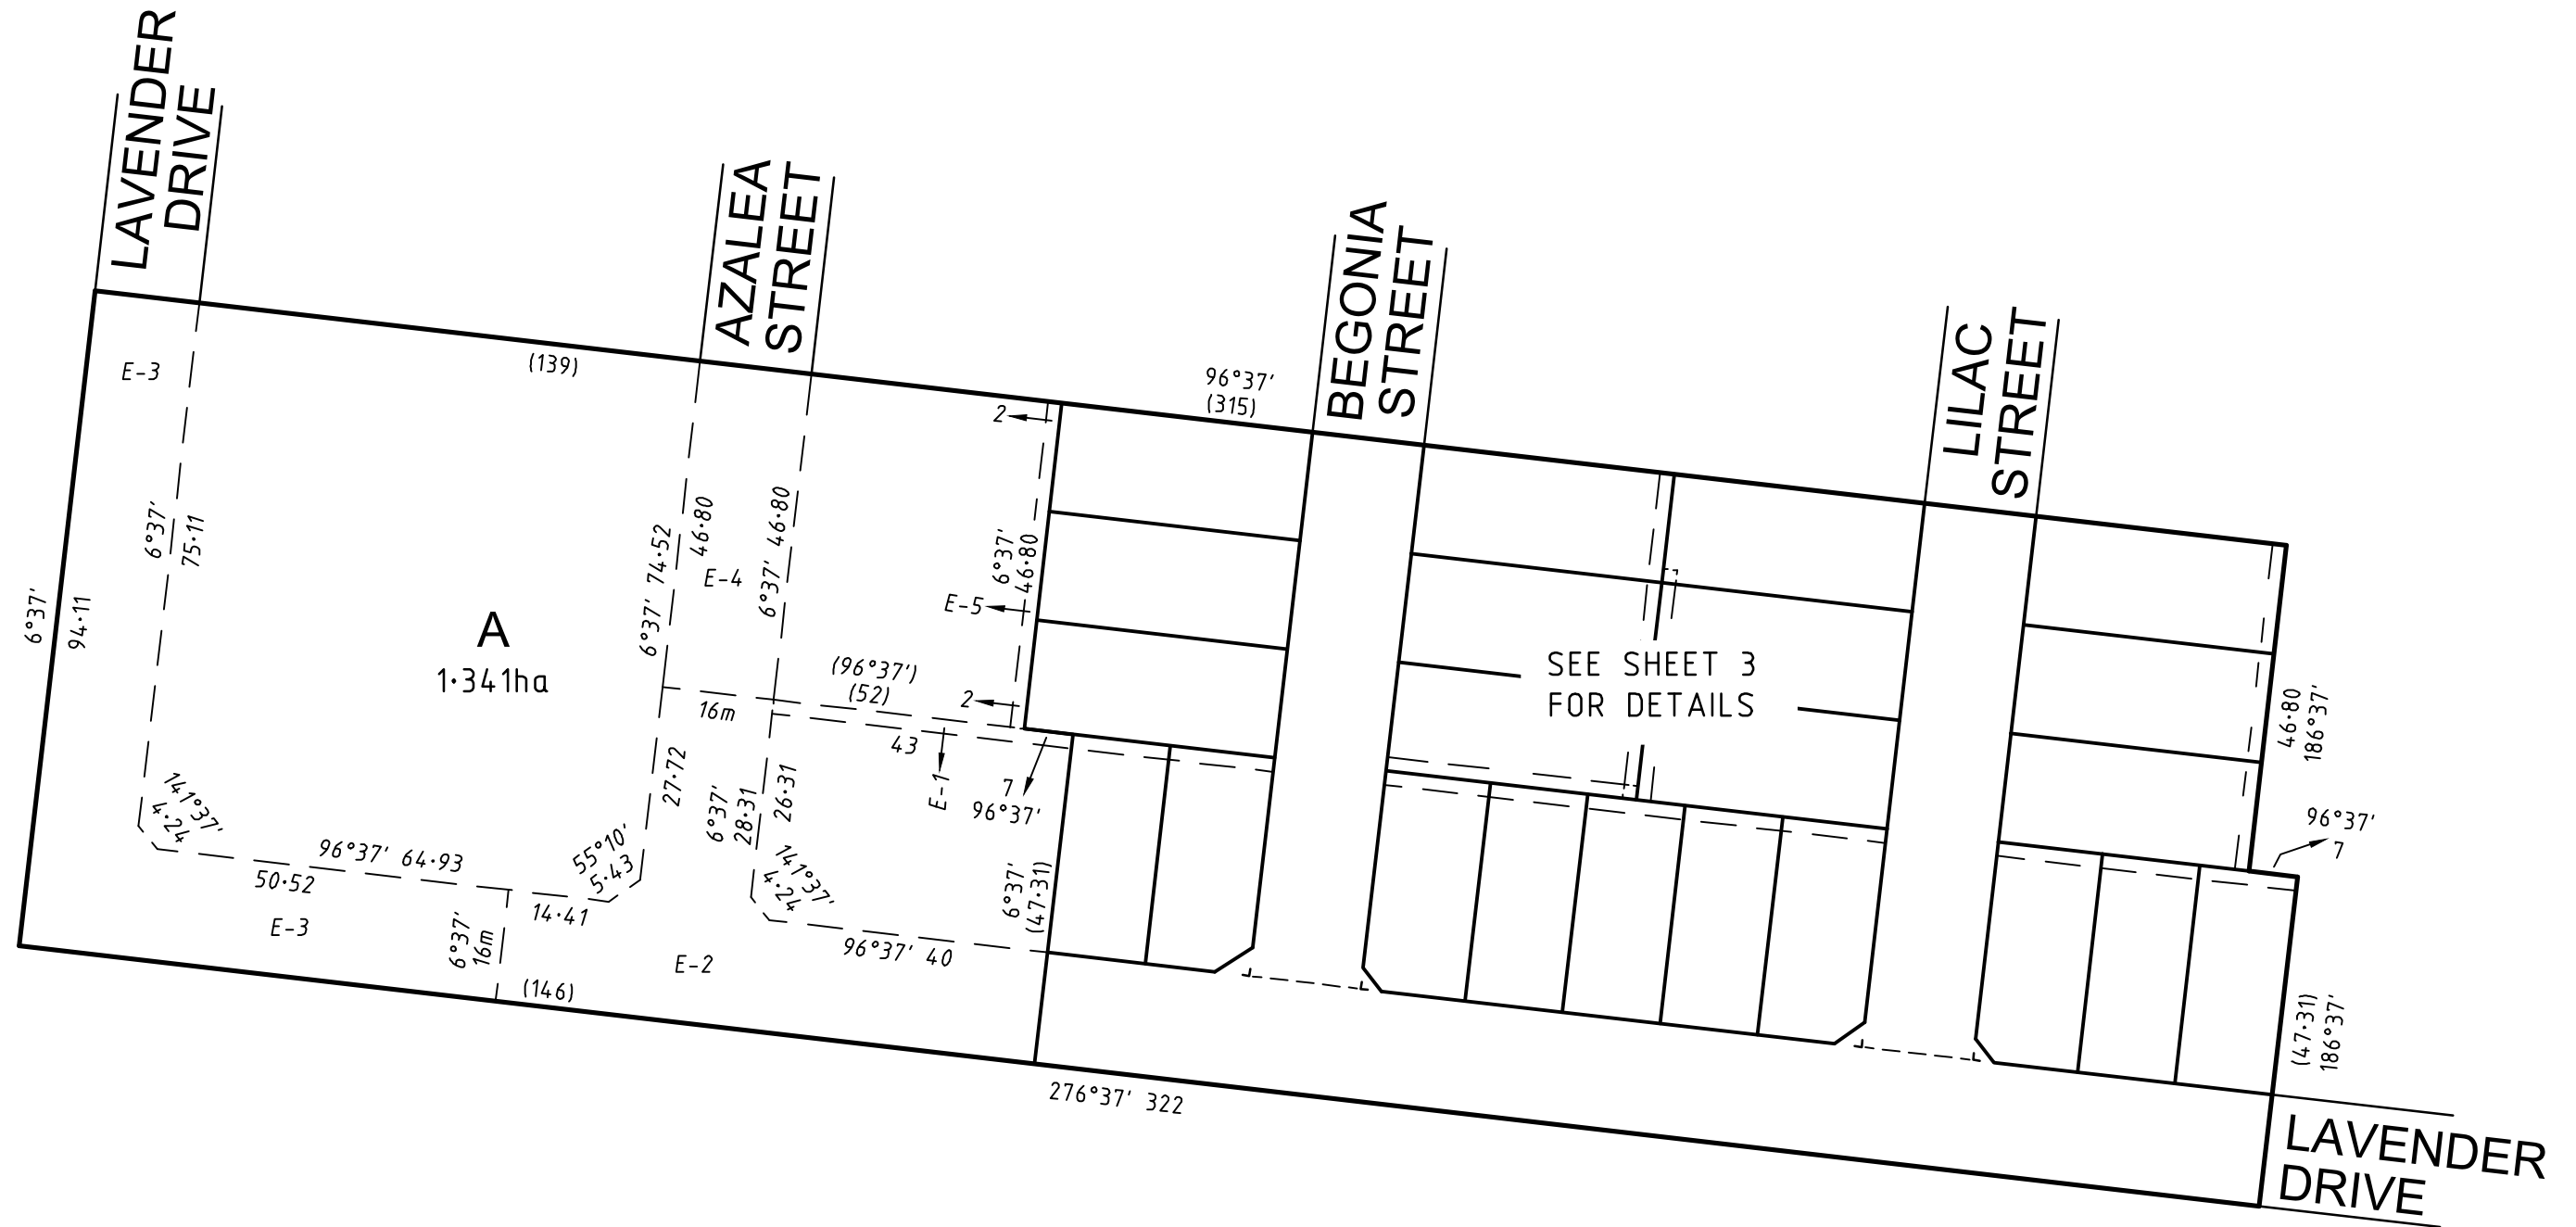 LAVENDER
DRIVE
AZALEA
STREET
BEGONIA
STREET
LILAC
STREET
E-3
(139)
96°37'
(315)
2
6°37'
75·11
6°37' 74·52
46·80
E-4
6°37' 46·80
6°37'
46·80
E-5
6°37'
94·11
A
1·341ha
(96°37')
(52)
2
16m
43
E-1
7
96°37'
SEE SHEET 3
FOR DETAILS
46·80
186°37'
96°37'
7
27·72
6°37'
28·31
26·31
141°37'
4·24
96°37' 64·93
50·52
55°10'
5·43
14·41
141°37'
4·24
6°37'
(47·31)
E-3
6°37'
16m
E-2
96°37' 40
(146)
276°37' 322
(47·31)
186°37'
LAVENDER
DRIVE